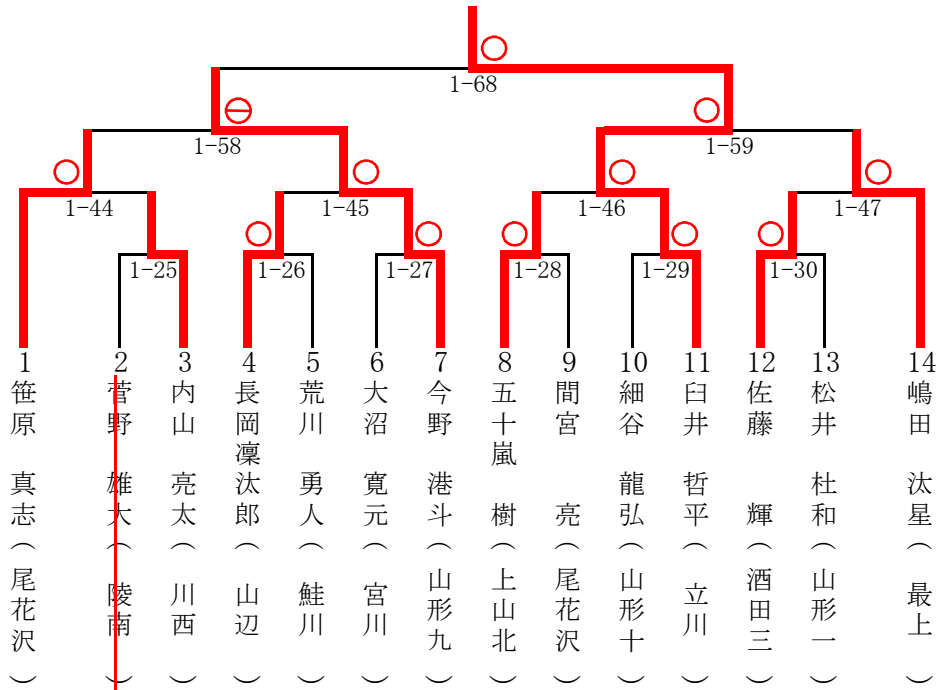 1-68
1-58
1-59
1-44
1-45
1-46
1-47
1-25
1-26
1-27
1-28
1-29
1-30
1 笹原 真志（尾花沢）
2 菅野 雄大（陵南）
3 内山 亮太（川西）
4 長岡凜汰郎（山辺）
5 荒川 勇人（鮭川）
6 大沼 寛元（宮川）
7 今野 港斗（山形九）
8 五十嵐 樹（上山北）
9 間宮 亮（尾花沢）
10 細谷 龍弘（山形十）
11 臼井 哲平（立川）
12 佐藤 輝（酒田三）
13 松井 杜和（山形一）
14 嶋田 汰星（最上）